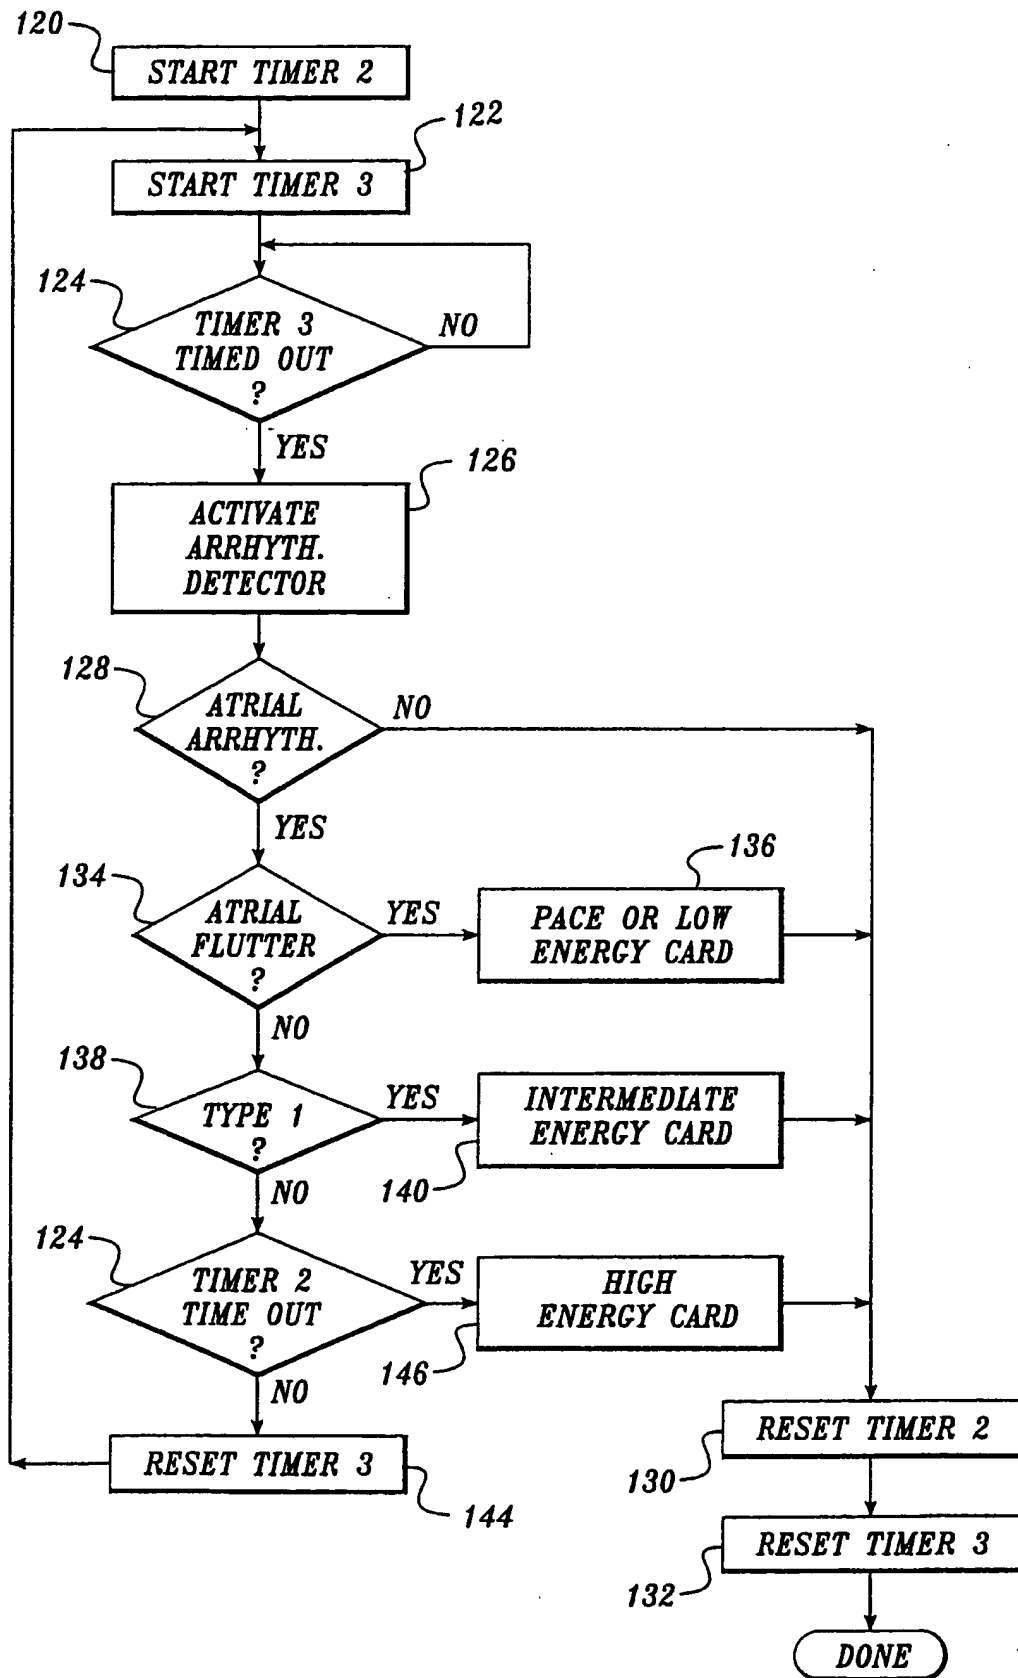 120
START TIMER 2
122
START TIMER 3
124
TIMER 3
TIMED OUT
?
NO
YES
126
ACTIVATE
ARRHYTH.
DETECTOR
128
ATRIAL
ARRHYTH.
?
NO
YES
134
ATRIAL
FLUTTER
?
YES
136
PACE OR LOW
ENERGY CARD
NO
138
TYPE 1
?
YES
INTERMEDIATE
ENERGY CARD
140
NO
124
TIMER 2
TIME OUT
?
YES
HIGH
ENERGY CARD
146
NO
RESET TIMER 3
144
RESET TIMER 2
130
RESET TIMER 3
132
DONE